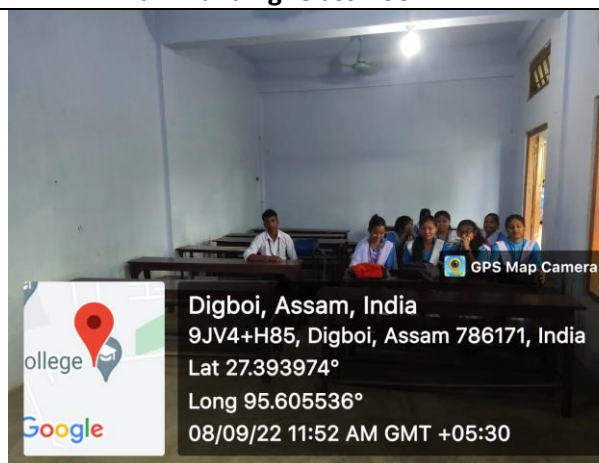 GPS Map Camera
Digboi, Assam, India
9JV4+H85, Digboi, Assam 786171, India
Lat 27.393974°
Long 95.605536°
08/09/22 11:52 AM GMT +05:30
ollege
Google